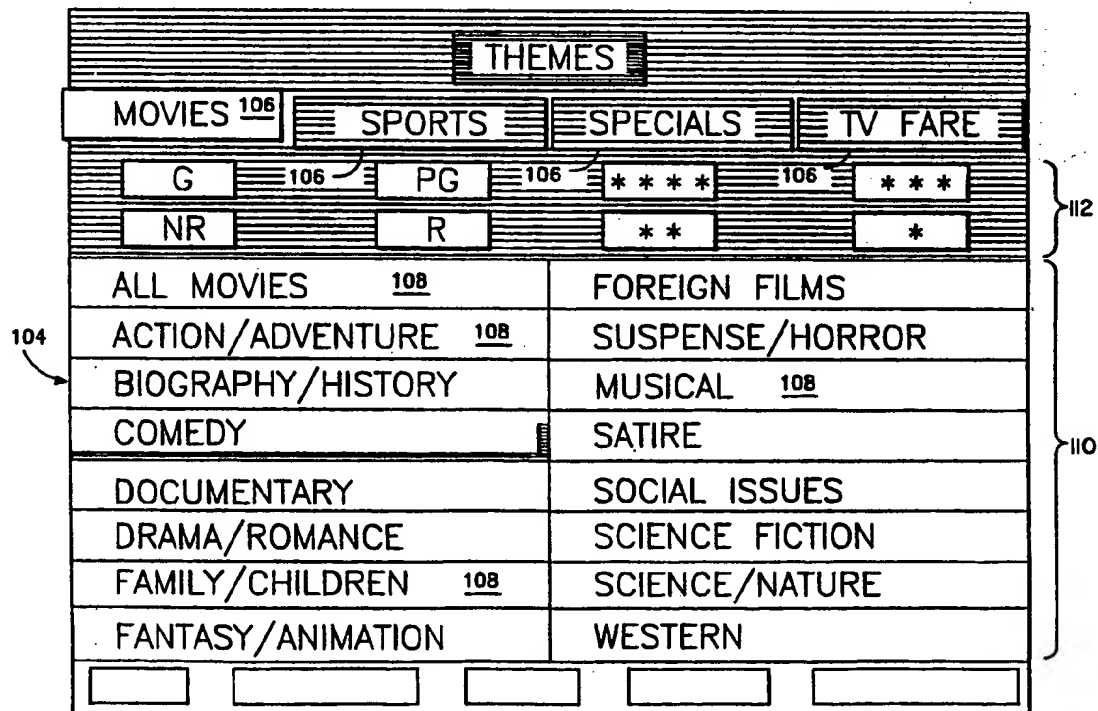 THEMES
MOVIES 106 SPORTS SPECIALS TV FARE
G 106 PG 106 **** 106 ***
NR R ** *
112
ALL MOVIES 108 FOREIGN FILMS
ACTION/ADVENTURE 108 SUSPENSE/HORROR
104
BIOGRAPHY/HISTORY MUSICAL 108
COMEDY SATIRE
110
DOCUMENTARY SOCIAL ISSUES
DRAMA/ROMANCE SCIENCE FICTION
FAMILY/CHILDREN 108 SCIENCE/NATURE
FANTASY/ANIMATION WESTERN